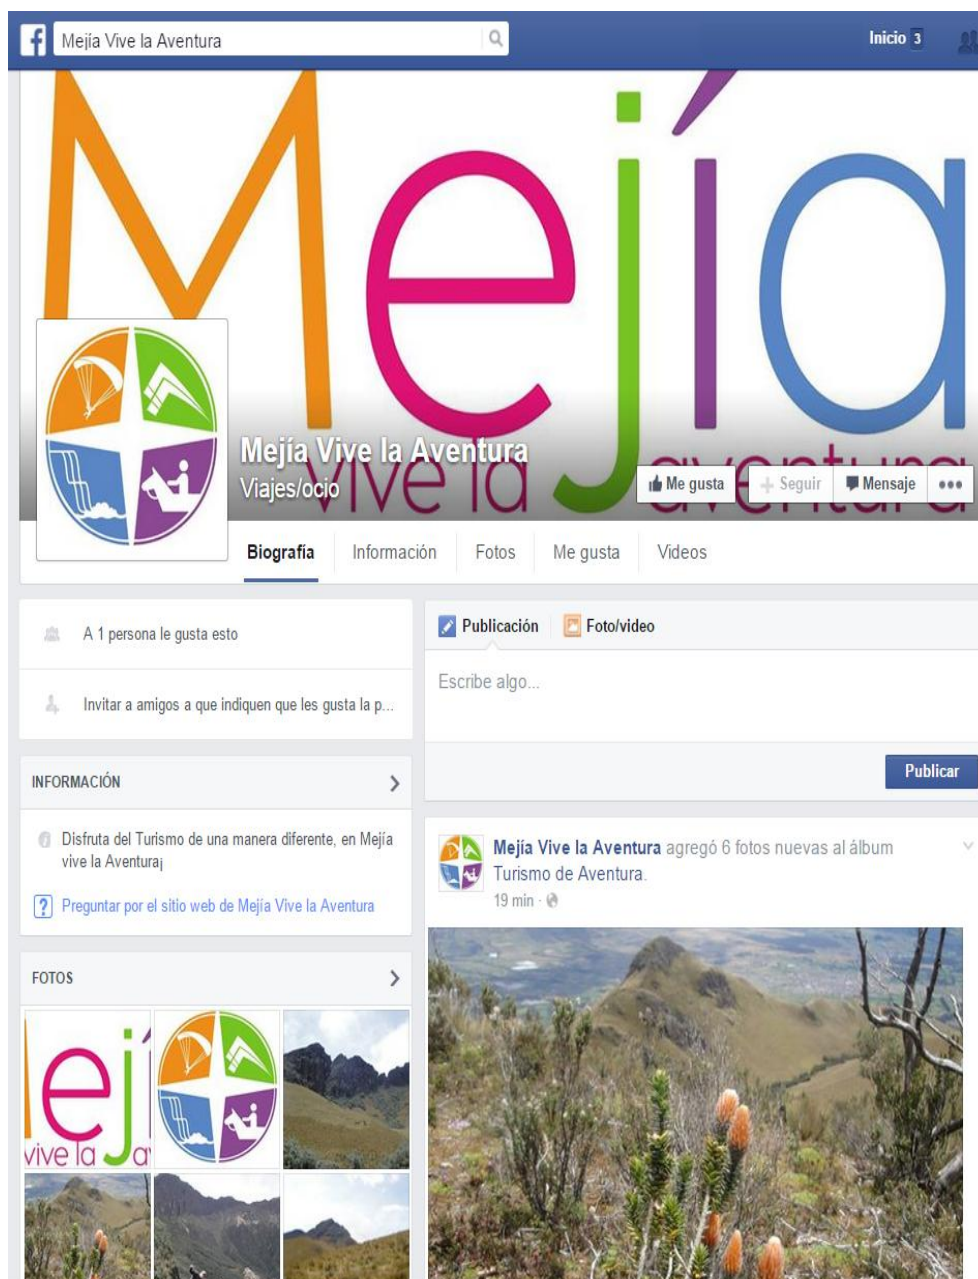 Mejía Vive la Aventura
Inicio 3
Mejía
vive la aventura
Mejía Vive la Aventura
Viajes/ocio
Me gusta
Seguir
Mensaje
Biografía
Información
Fotos
Me gusta
Videos
A 1 persona le gusta esto
Invitar a amigos a que indiquen que les gusta la p...
INFORMACIÓN
Disfruta del Turismo de una manera diferente, en Mejía
vive la Aventura¡
Preguntar por el sitio web de Mejía Vive la Aventura
FOTOS
ejí
vive la av
Publicación
Foto/video
Escribe algo...
Publicar
Mejía Vive la Aventura agregó 6 fotos nuevas al álbum
Turismo de Aventura.
19 min ·